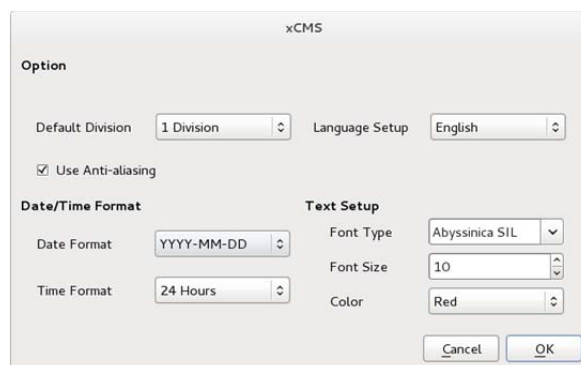 xCMS
Option
Default Division 1 Division Language Setup English
Use Anti-aliasing
Date/Time Format Text Setup
Font Type Abyssinica SIL
Date Format YYYY-MM-DD
Font Size 10
Time Format 24 Hours
Color Red
Cancel OK